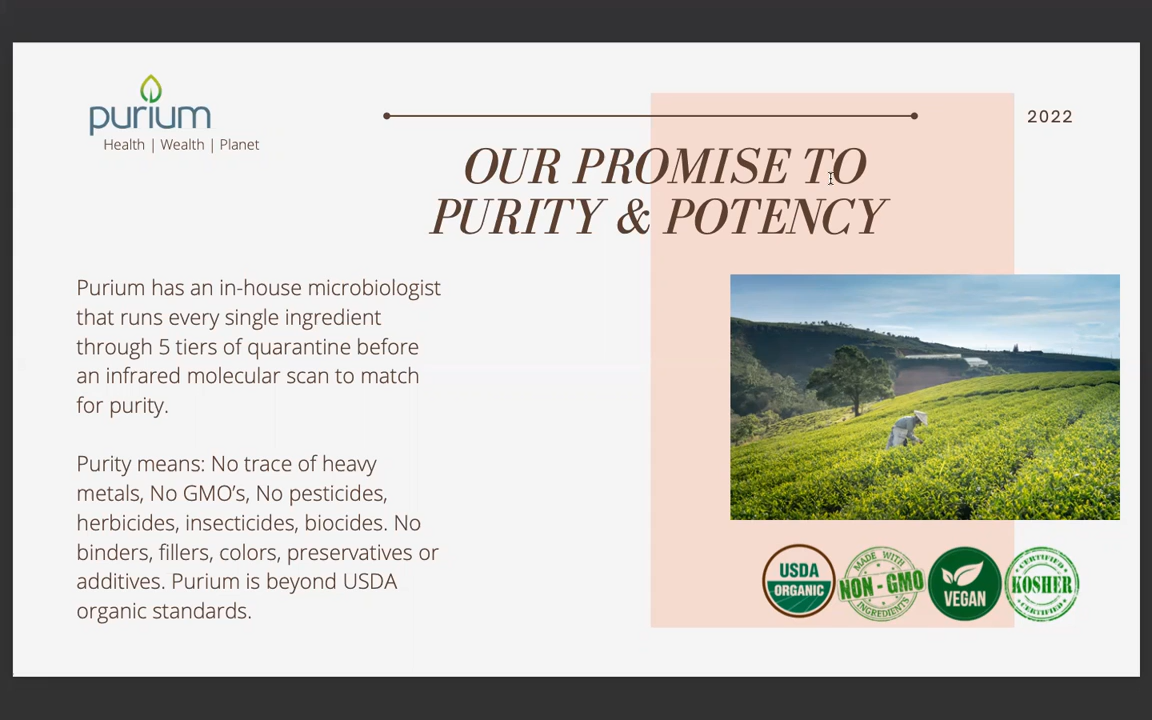 purium
Health | Wealth | Planet
2022
OUR PROMISE TO
PURITY & POTENCY
Purium has an in-house microbiologist
that runs every single ingredient
through 5 tiers of quarantine before
an infrared molecular scan to match
for purity.
Purity means: No trace of heavy
metals, No GMO’s, No pesticides,
herbicides, insecticides, biocides. No
binders, fillers, colors, preservatives or
additives. Purium is beyond USDA
organic standards.
USDA
ORGANIC
MADE WITH
NON-GMO
INGREDIENTS
VEGAN
CERTIFIED
KOSHER
CERTIFIED